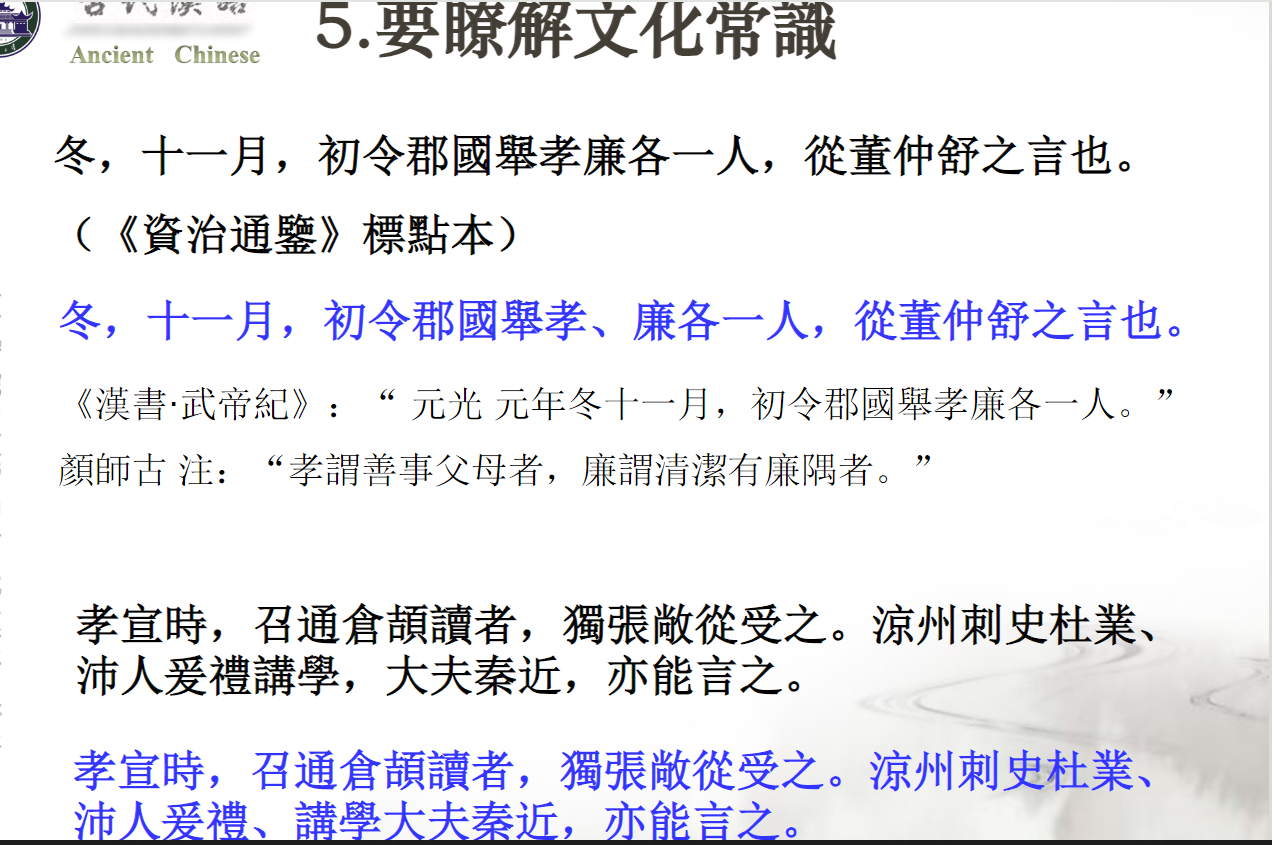 Ancient Chinese
5.要瞭解文化常識
冬，十一月，初令郡國舉孝廉各一人，從董仲舒之言也。
（《資治通鑒》標點本）
冬，十一月，初令郡國舉孝、廉各一人，從董仲舒之言也。
《漢書·武帝紀》：“ 元光 元年冬十一月，初令郡國舉孝廉各一人。”
顏師古 注：“孝謂善事父母者，廉謂清潔有廉隅者。”
孝宣時，召通倉頡讀者，獨張敞從受之。涼州刺史杜業、
沛人爰禮講學，大夫秦近，亦能言之。
孝宣時，召通倉頡讀者，獨張敞從受之。涼州刺史杜業、
沛人爰禮、講學大夫秦近，亦能言之。